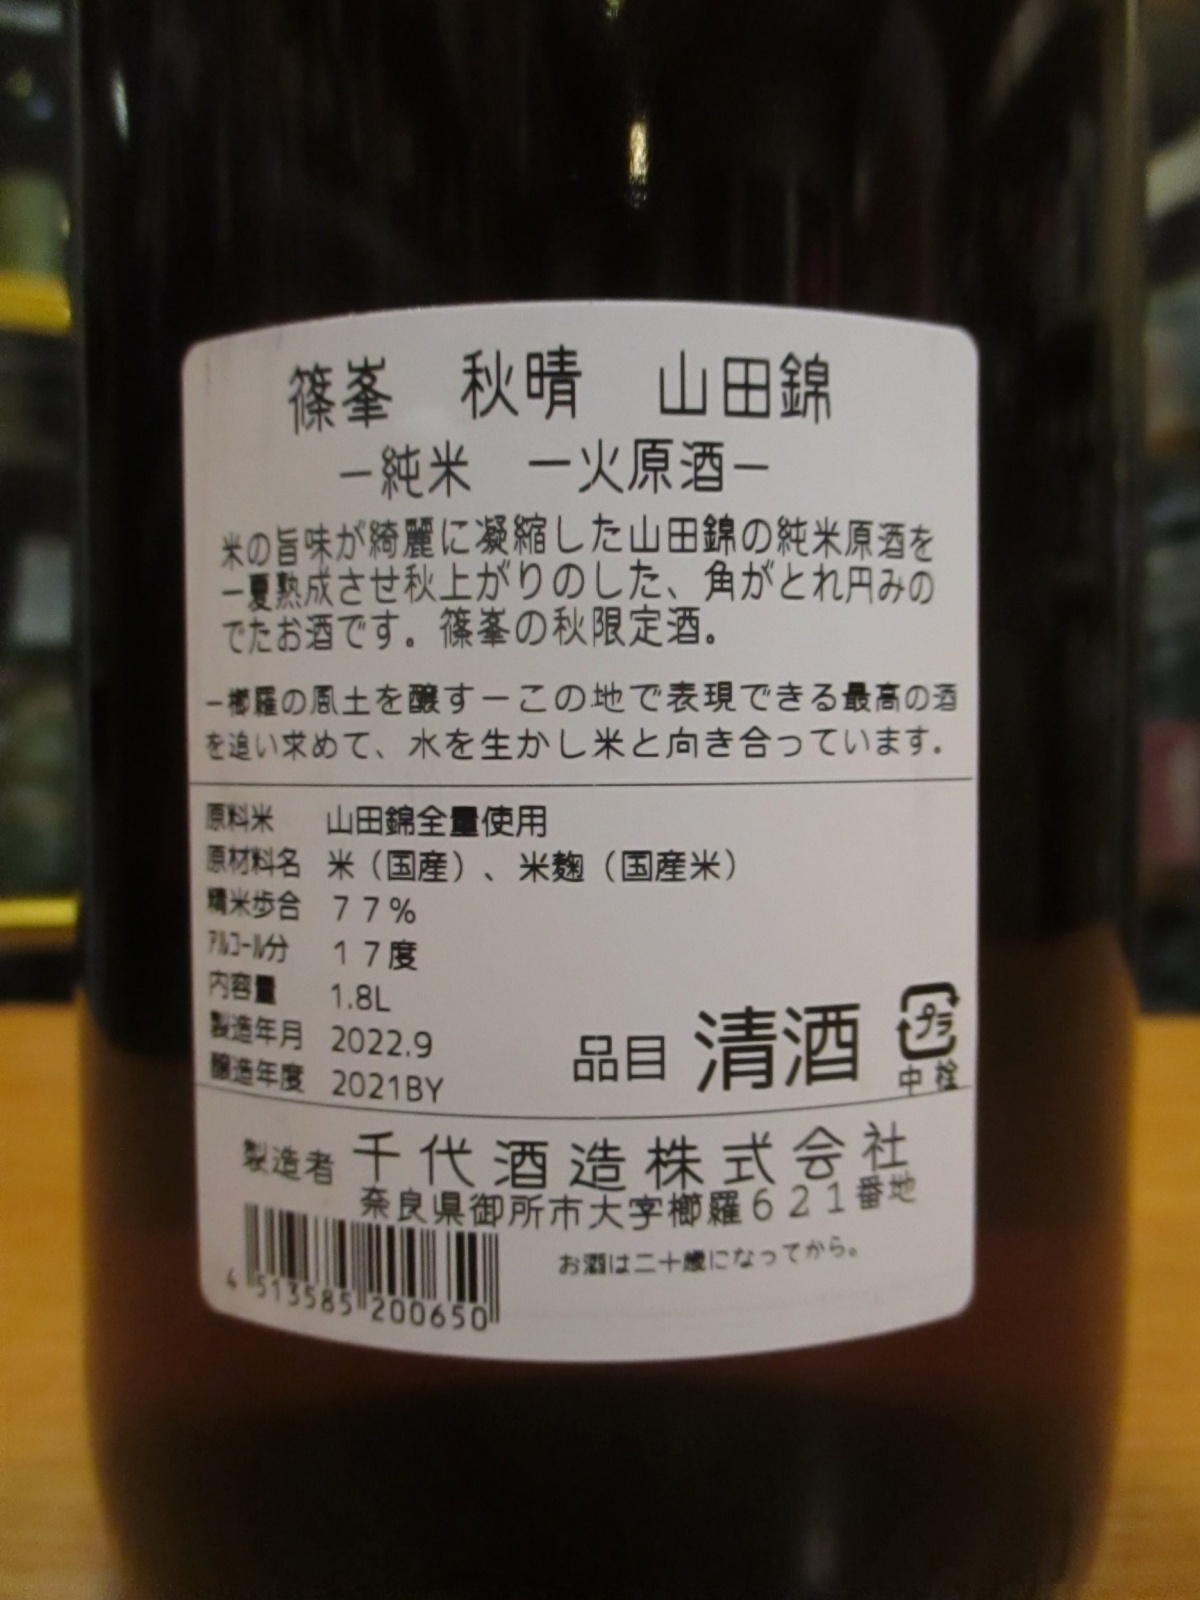 篠峯 秋晴 山田錦
ー純米 一火原酒ー
米の旨味が綺麗に凝縮した山田錦の純米原酒を
一夏熟成させ秋上がりのした、角がとれ円みの
でたお酒です。篠峯の秋限定酒。
ー櫛羅の風土を醸すーこの地で表現できる最高の酒
を追い求めて、水を生かし米と向き合っています。
原料米 山田錦全量使用
原材料名 米（国産）、米麹（国産米）
精米歩合 77%
アルコール分 17度
内容量 1.8L
製造年月 2022.9
醸造年度 2021BY
品目 清酒
プラ
中栓
製造者 千代酒造株式会社
奈良県御所市大字櫛羅621番地
お酒は二十歳になってから。
4 513585 200650